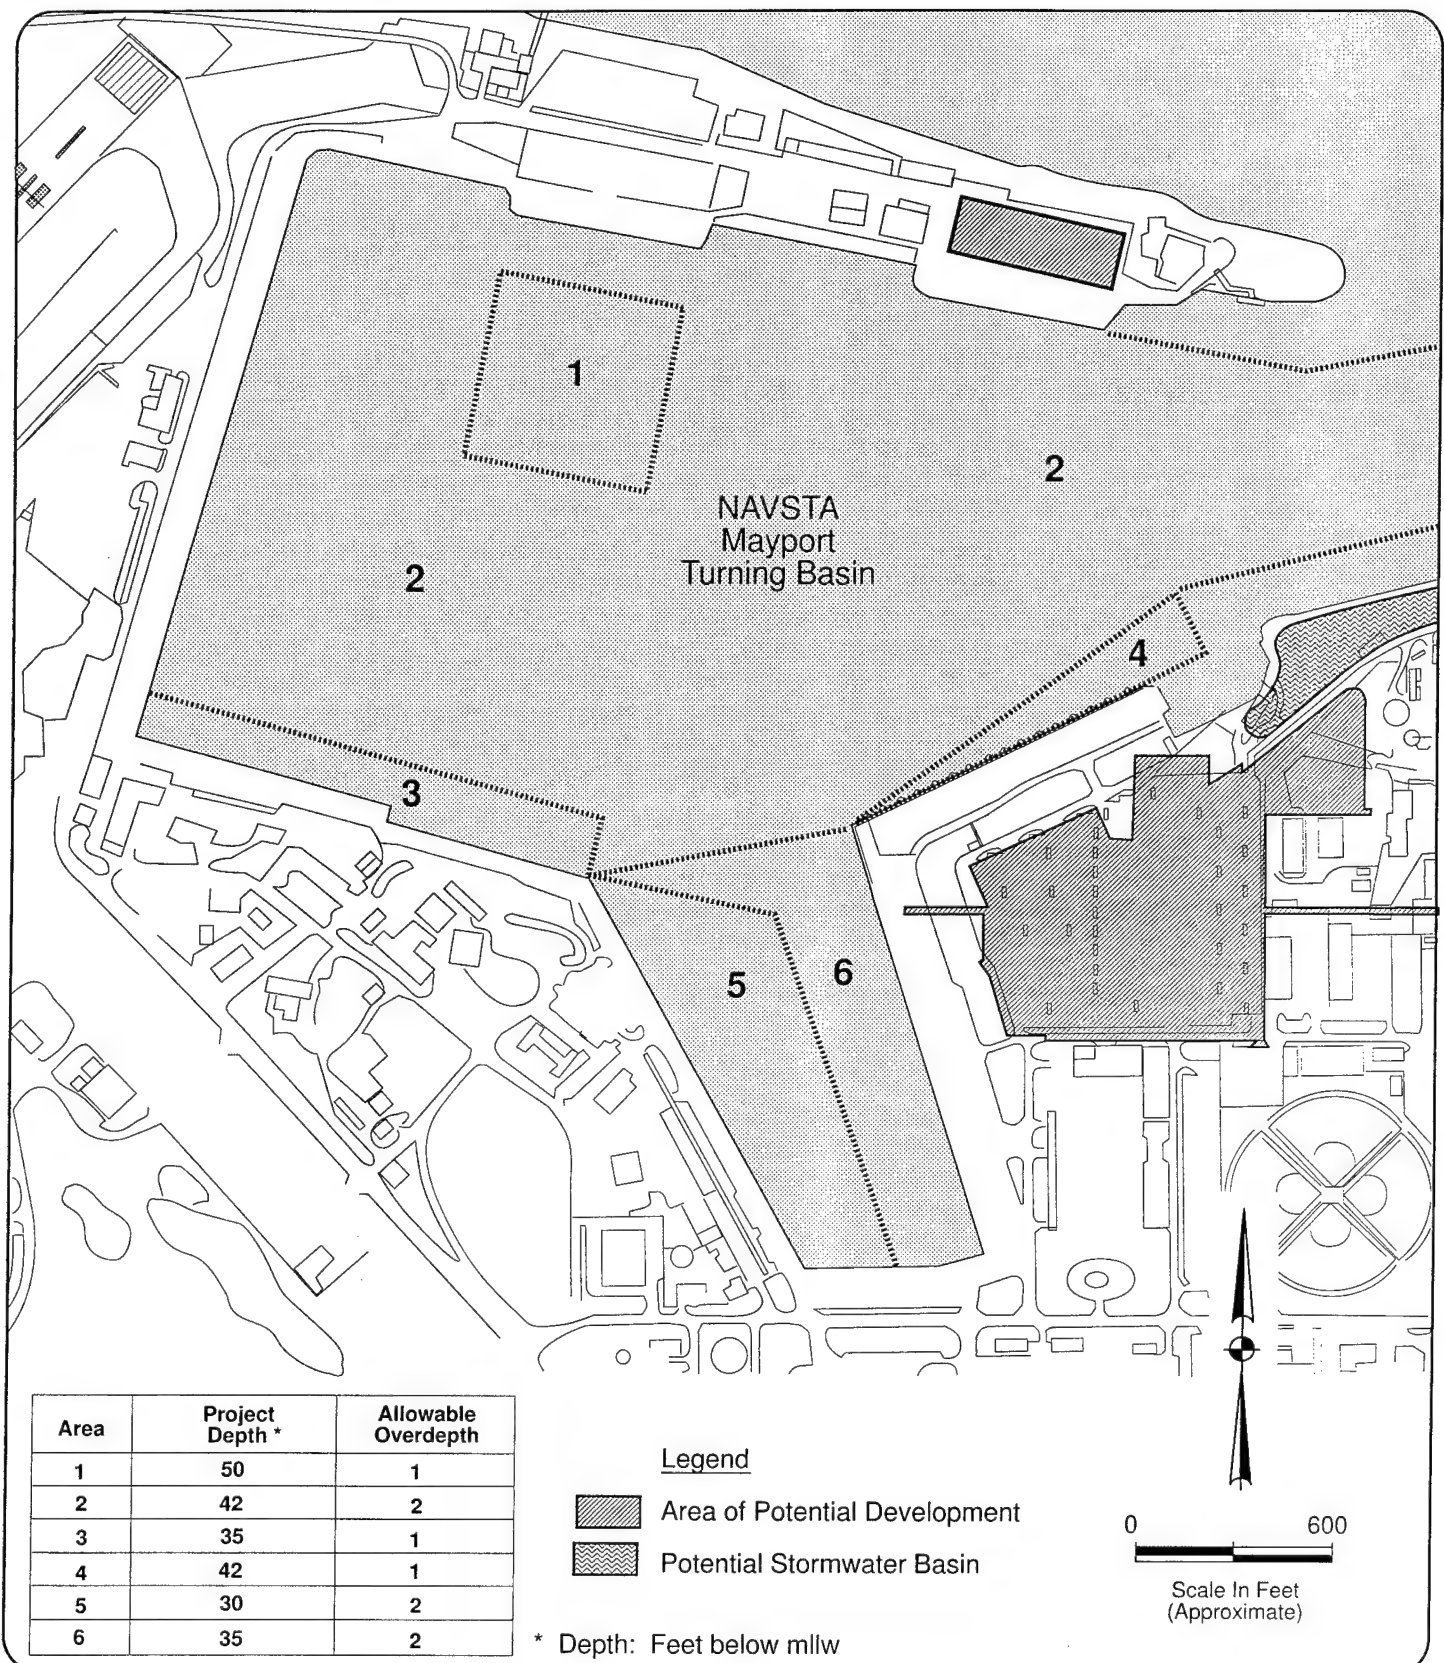 1
2
NAVSTA
Mayport
Turning Basin
2
4
3
5
6
Area Project Depth * Allowable Overdepth
1 50 1
2 42 2
3 35 1
4 42 1
5 30 2
6 35 2
Legend
Area of Potential Development
Potential Stormwater Basin
* Depth: Feet below mllw
0 600
Scale In Feet
(Approximate)